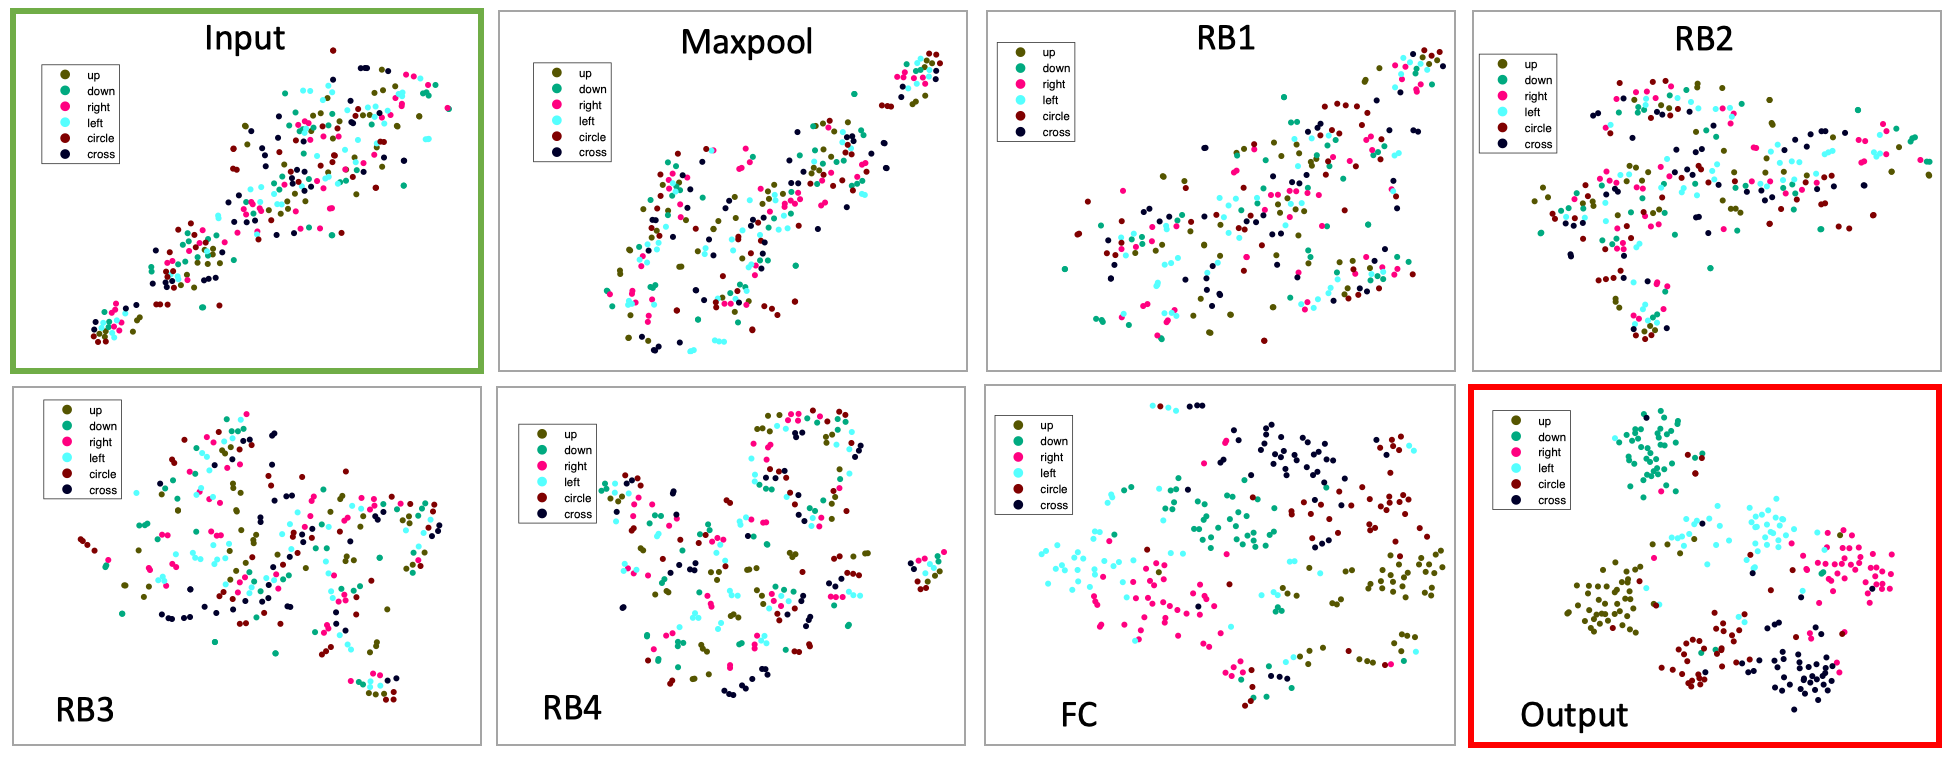 Input
up
down
right
left
circle
cross
Maxpool
up
down
right
left
circle
cross
RB1
up
down
right
left
circle
cross
RB2
up
down
right
left
circle
cross
up
down
right
left
circle
cross
RB3
up
down
right
left
circle
cross
RB4
up
down
right
left
circle
cross
FC
up
down
right
left
circle
cross
Output